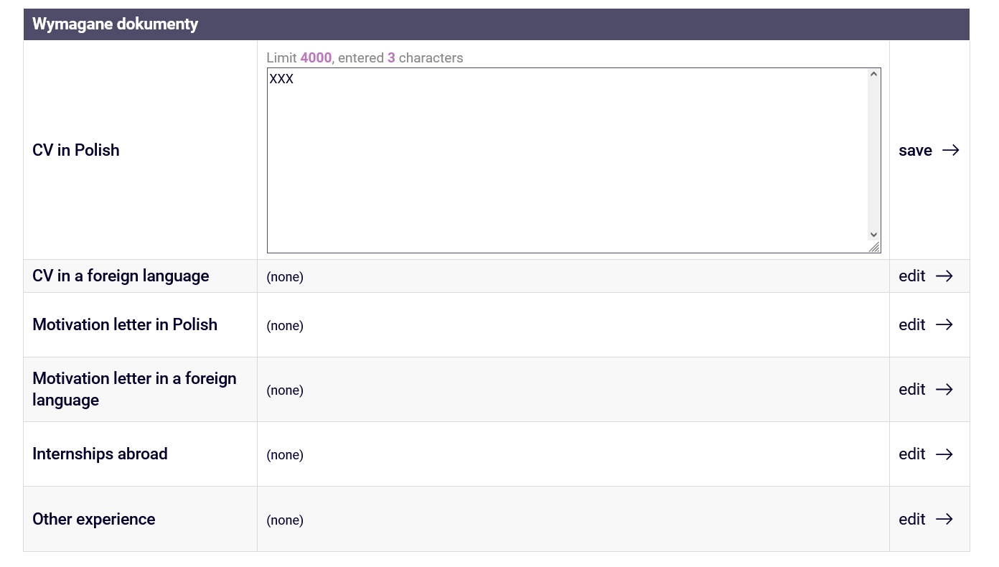 Wymagane dokumenty
Limit 4000, entered 3 characters
XXX
CV in Polish
save
CV in a foreign language
(none)
edit
Motivation letter in Polish
(none)
edit
Motivation letter in a foreign
language
(none)
edit
Internships abroad
(none)
edit
Other experience
(none)
edit